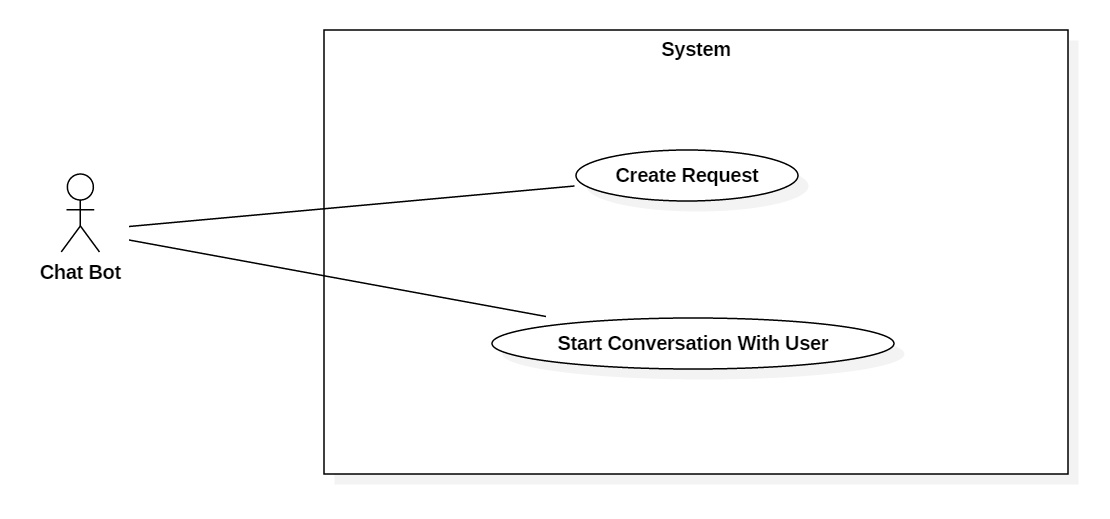 System
Create Request
Chat Bot
Start Conversation With User